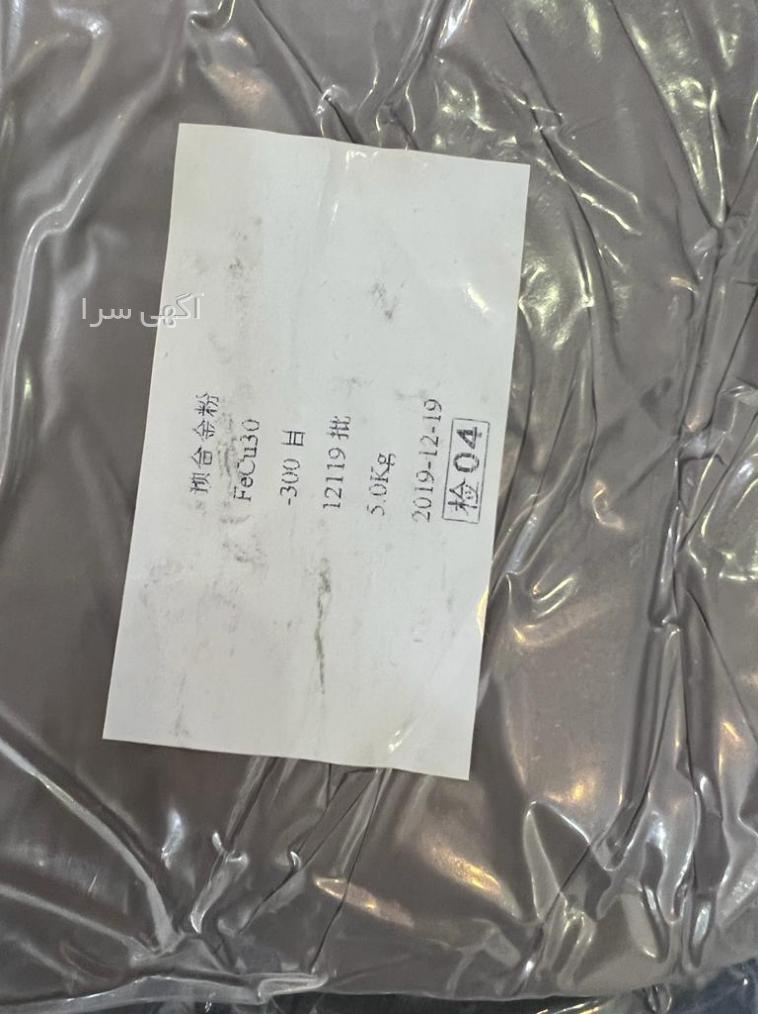 آگهی سرا
预合金粉
FeCu30
-300 目
12119 批
5.0Kg
2019-12-19
检04